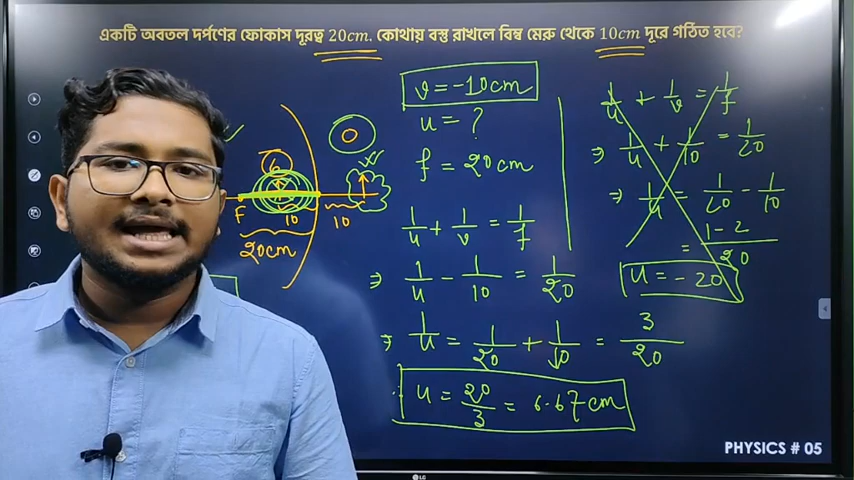 একটি অবতল দর্পণের ফোকাস দূরত্ব 20cm. কোথায় বস্তু রাখলে বিম্ব মেরু থেকে 10cm দূরে গঠিত হবে?
F
10
10
20cm
v = -10cm
u = ?
f = 20cm
1/u + 1/v = 1/f
⇒ 1/u - 1/10 = 1/20
⇒ 1/u = 1/20 + 1/10 = 3/20
∴ u = 20/3 = 6.67cm
1/u + 1/v = 1/f
⇒ 1/u + 1/10 = 1/20
⇒ 1/u = 1/20 - 1/10
= 1-2/20
u = -20
PHYSICS # 05
LG